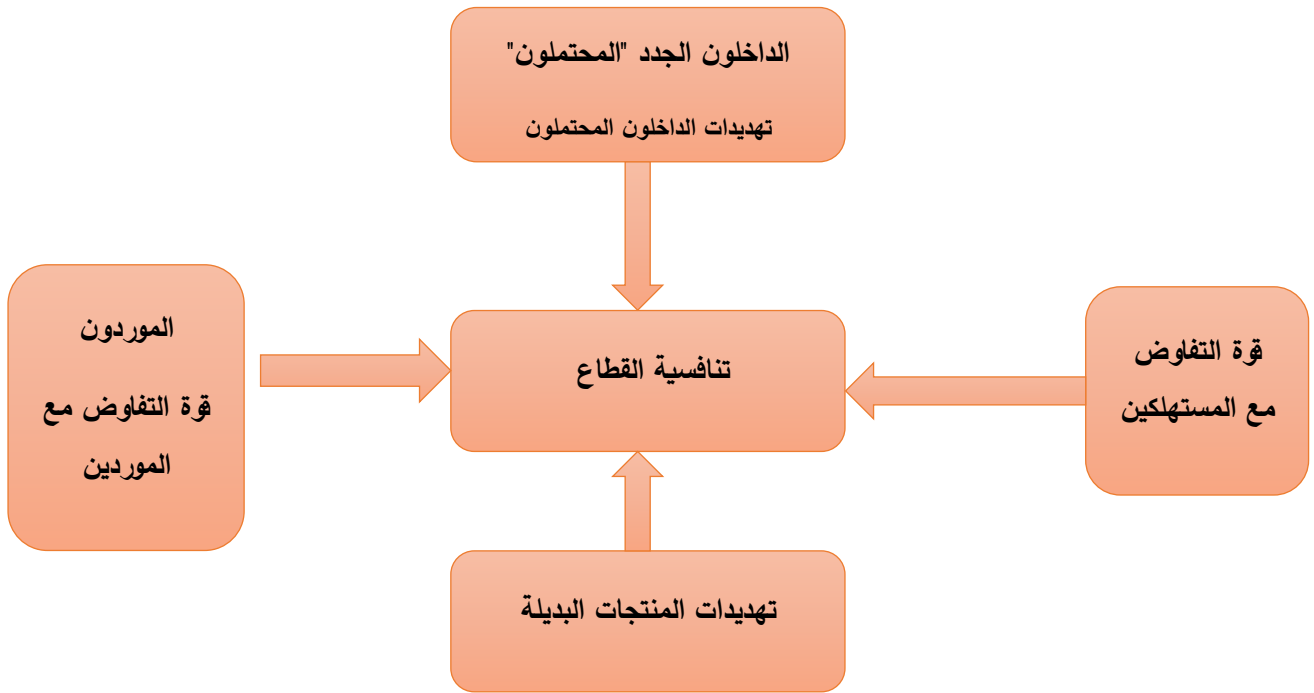 الداخلون الجدد "المحتملون"
تهديدات الداخلون المحتملون
الموردون
قوة التفاوض مع
الموردين
تنافسية القطاع
قوة التفاوض
مع المستهلكين
تهديدات المنتجات البديلة